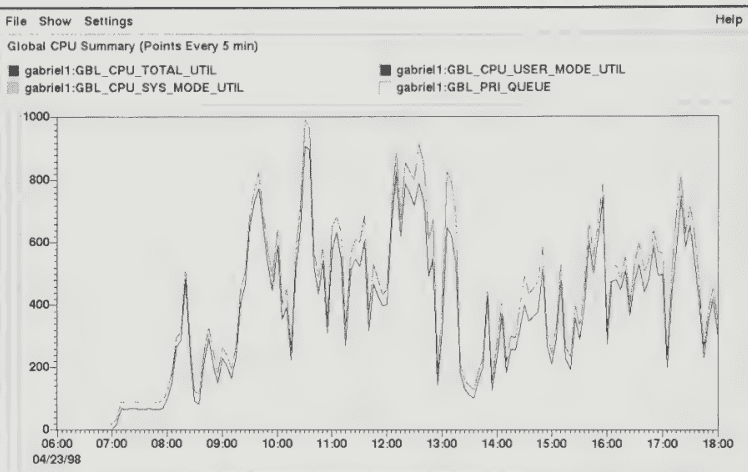 File Show Settings Help
Global CPU Summary (Points Every 5 min)
gabriel1:GBL_CPU_TOTAL_UTIL gabriel1:GBL_CPU_USER_MODE_UTIL
gabriel1:GBL_CPU_SYS_MODE_UTIL gabriel1:GBL_PRI_QUEUE
1000
800
600
400
200
0
06:00 07:00 08:00 09:00 10:00 11:00 12:00 13:00 14:00 15:00 16:00 17:00 18:00
04/23/98